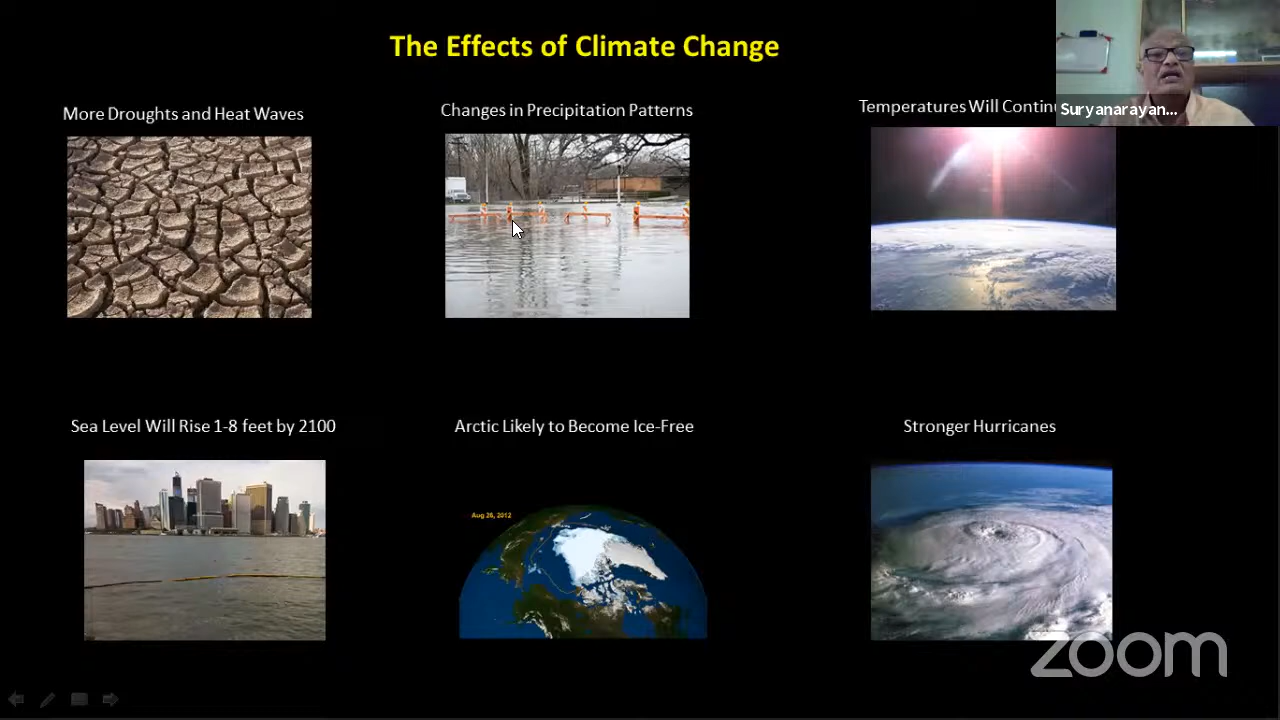 The Effects of Climate Change
More Droughts and Heat Waves
Changes in Precipitation Patterns
Temperatures Will Continu
Suryanarayan...
Sea Level Will Rise 1-8 feet by 2100
Arctic Likely to Become Ice-Free
Stronger Hurricanes
Aug 26, 2012
zoom